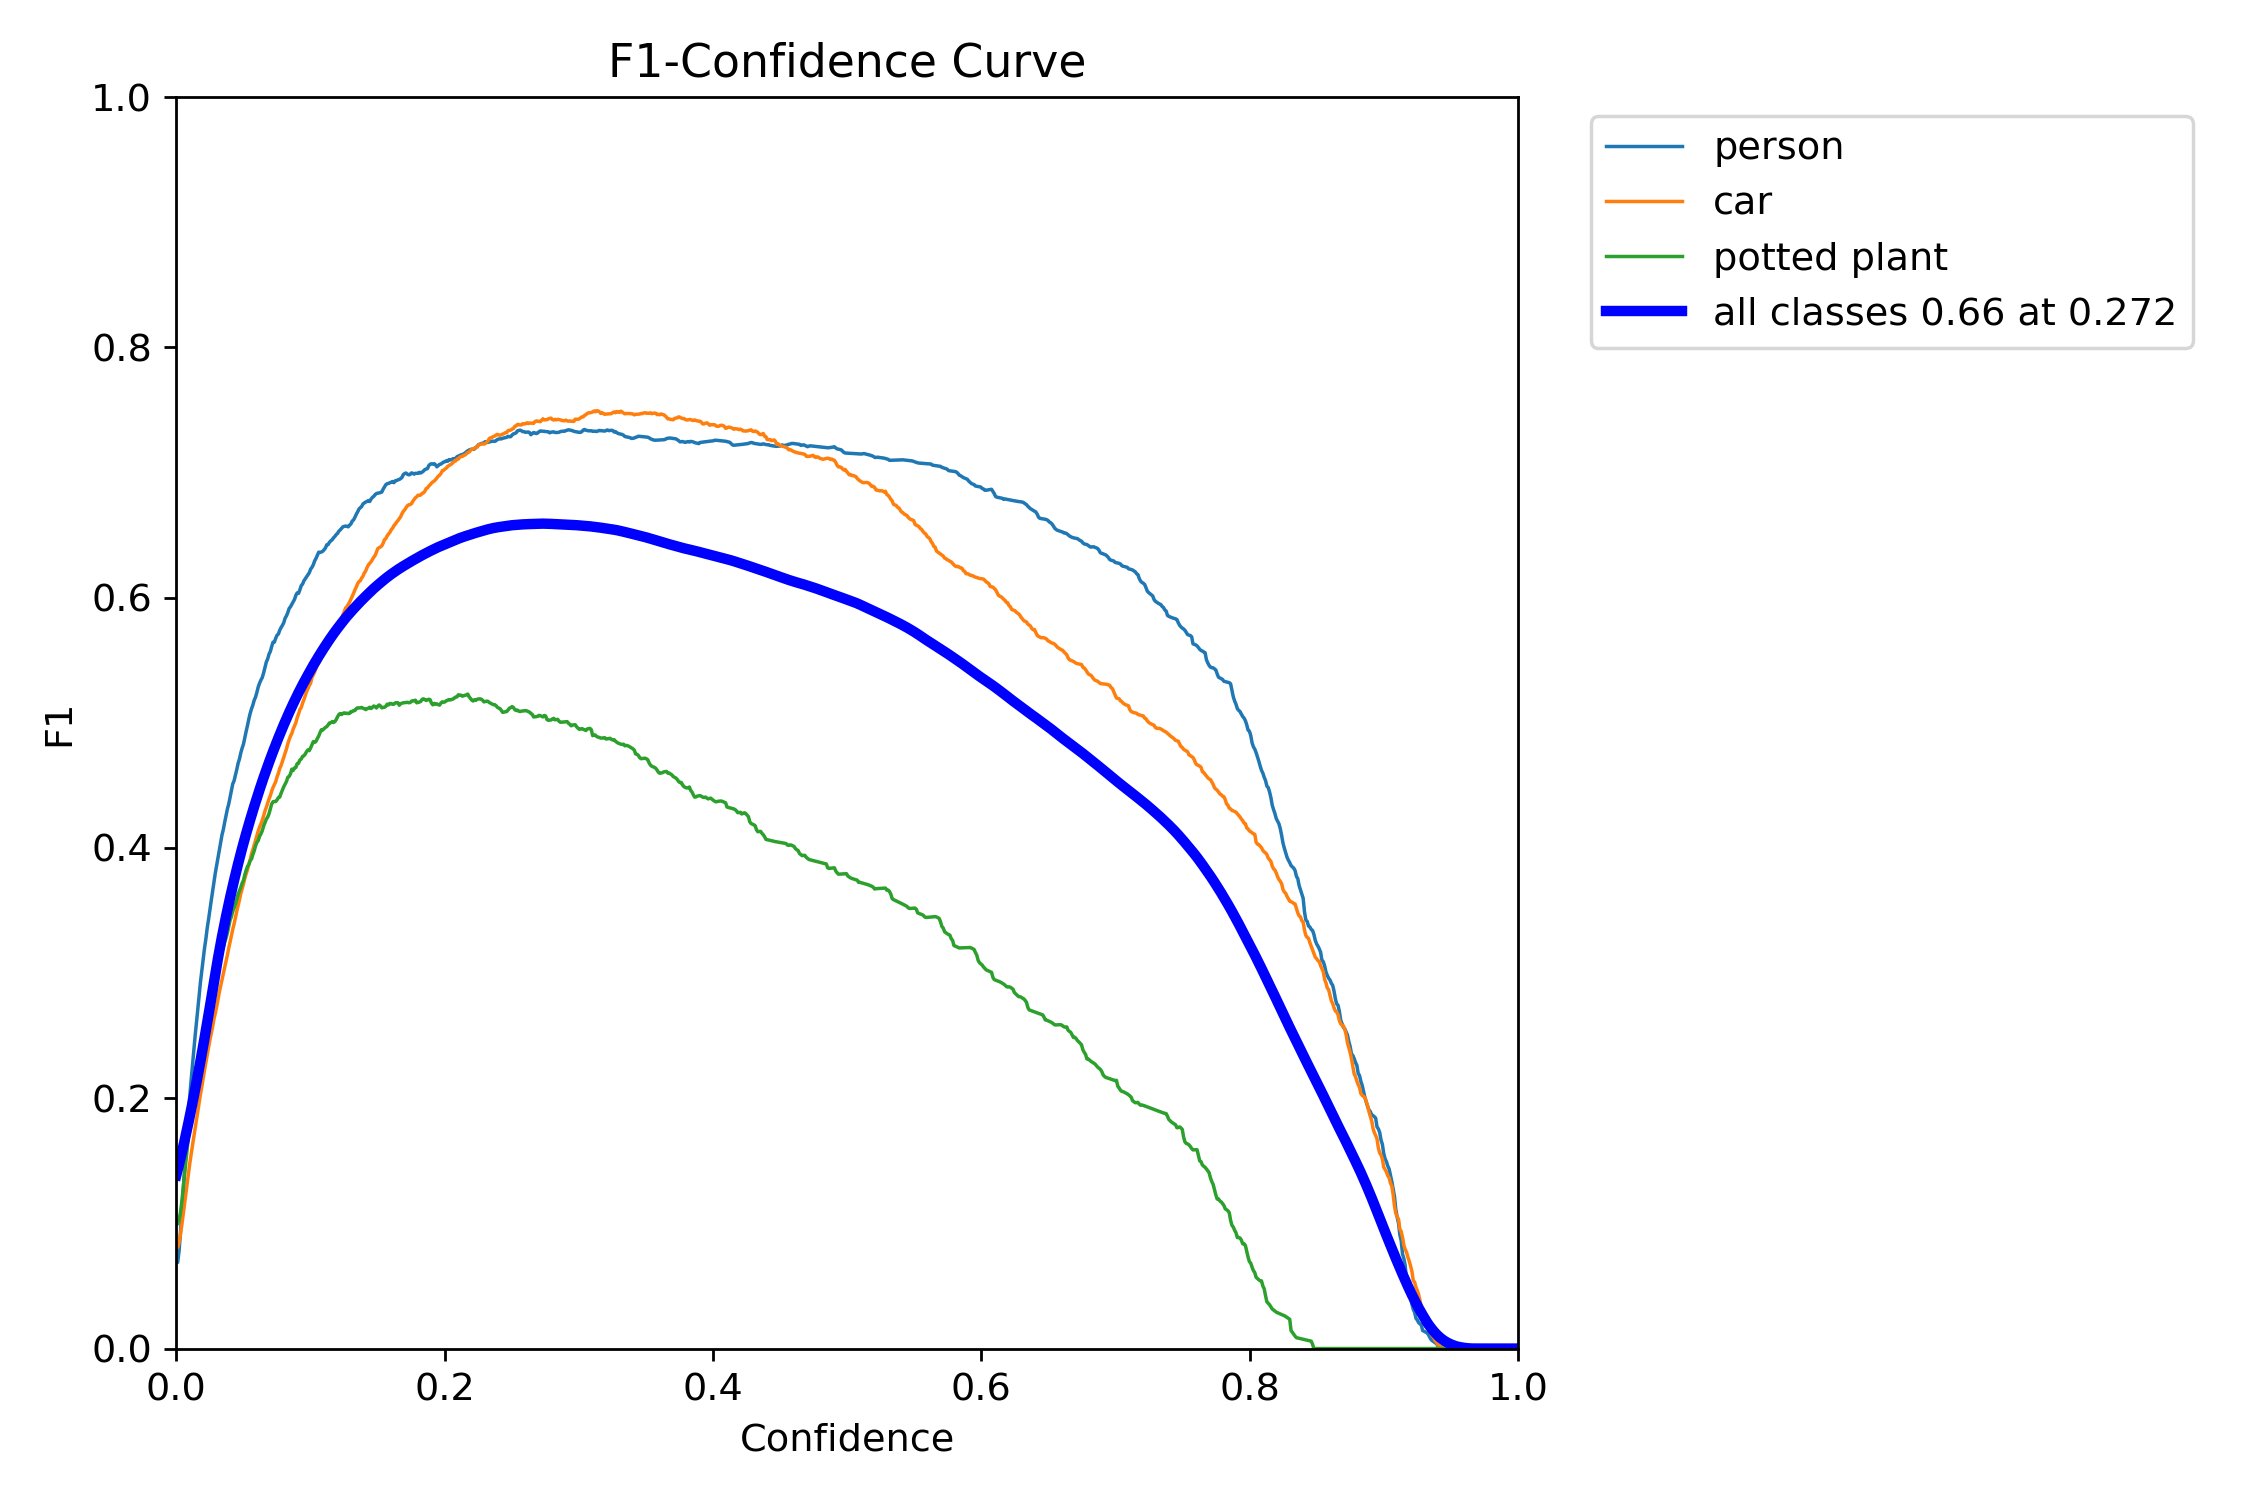 F1-Confidence Curve
1.0
0.8
0.6
0.4
0.2
0.0
F1
0.0 0.2 0.4 0.6 0.8 1.0
Confidence
person
car
potted plant
all classes 0.66 at 0.272